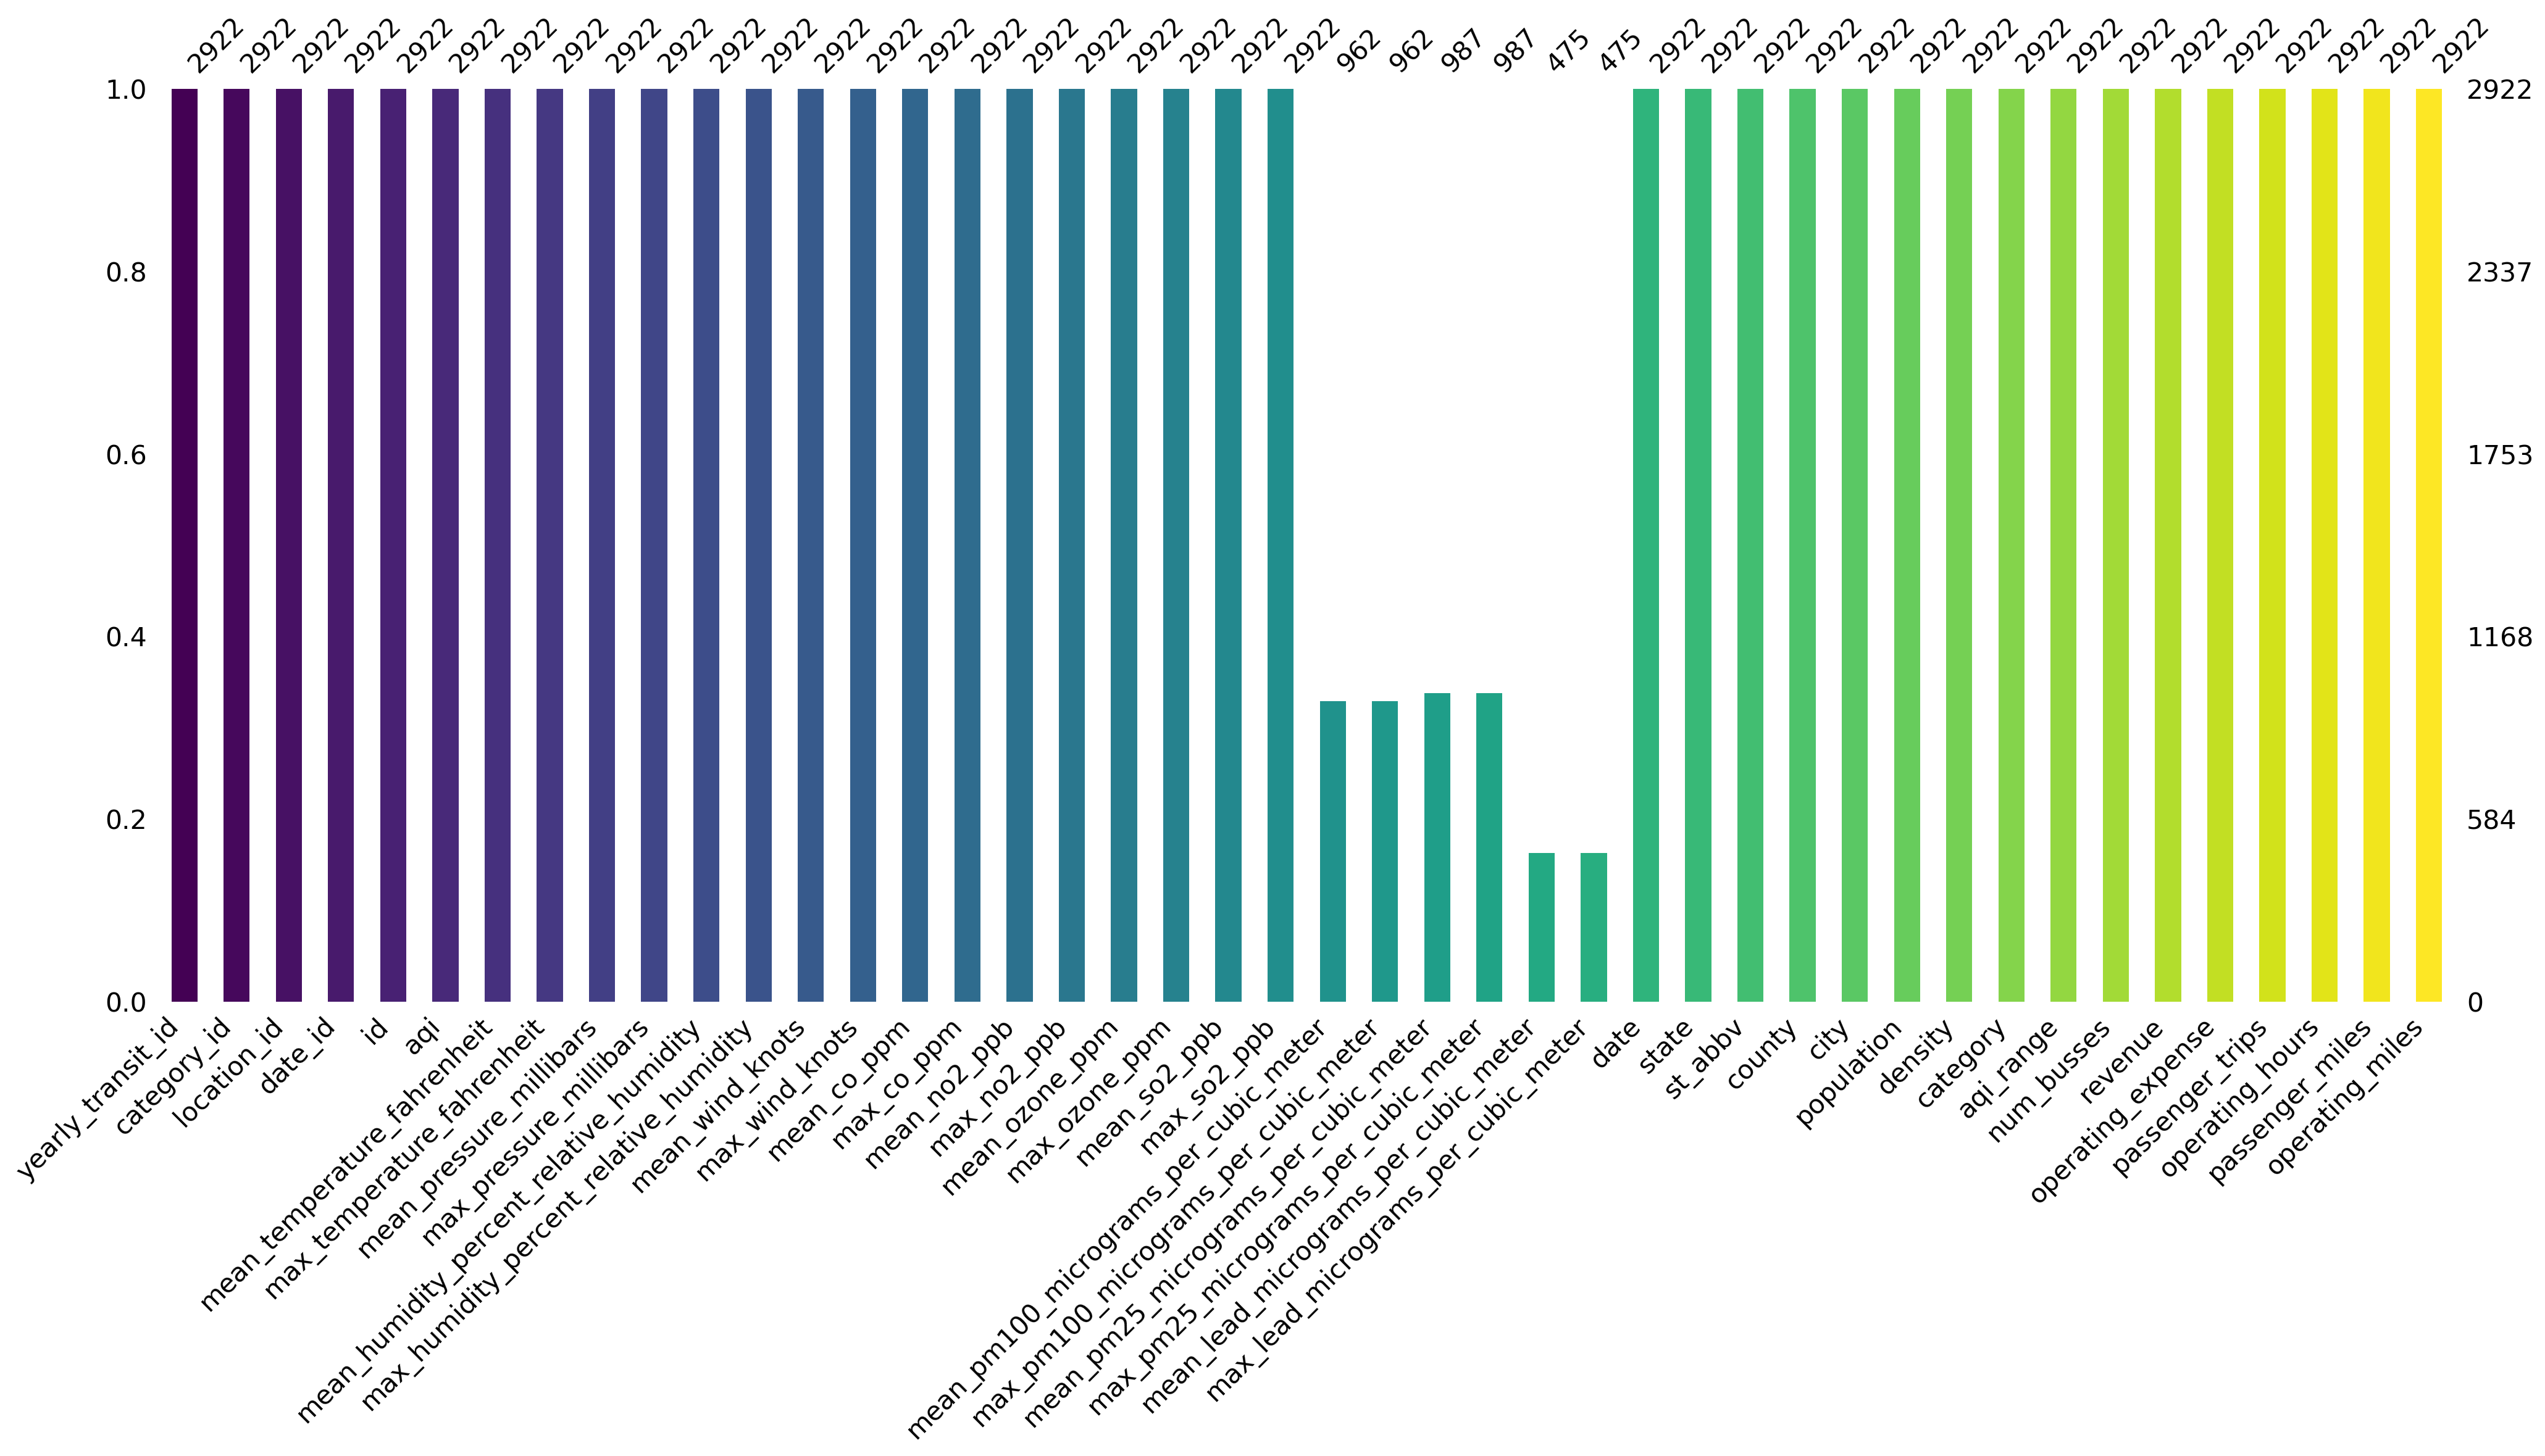 2922 2922 2922 2922 2922 2922 2922 2922 2922 2922 2922 2922 2922 2922 2922 2922 2922 2922 2922 2922 2922 2922 962 962 987 987 475 475 2922 2922 2922 2922 2922 2922 2922 2922 2922 2922 2922 2922 2922 2922 2922 2922
1.0 2922
0.8 2337
0.6 1753
0.4 1168
0.2 584
0.0 0
yearly_transit_id
category_id
location_id
date_id
id
aqi
mean_temperature_fahrenheit
max_temperature_fahrenheit
mean_pressure_millibars
max_pressure_millibars
mean_humidity_percent_relative_humidity
max_humidity_percent_relative_humidity
mean_wind_knots
max_wind_knots
mean_co_ppm
max_co_ppm
mean_no2_ppb
max_no2_ppb
mean_ozone_ppm
max_ozone_ppm
mean_so2_ppb
max_so2_ppb
mean_pm100_micrograms_per_cubic_meter
max_pm100_micrograms_per_cubic_meter
mean_pm25_micrograms_per_cubic_meter
max_pm25_micrograms_per_cubic_meter
mean_lead_micrograms_per_cubic_meter
max_lead_micrograms_per_cubic_meter
date
state
st_abbv
county
city
population
density
category
aqi_range
num_busses
revenue
operating_expense
passenger_trips
operating_hours
passenger_miles
operating_miles